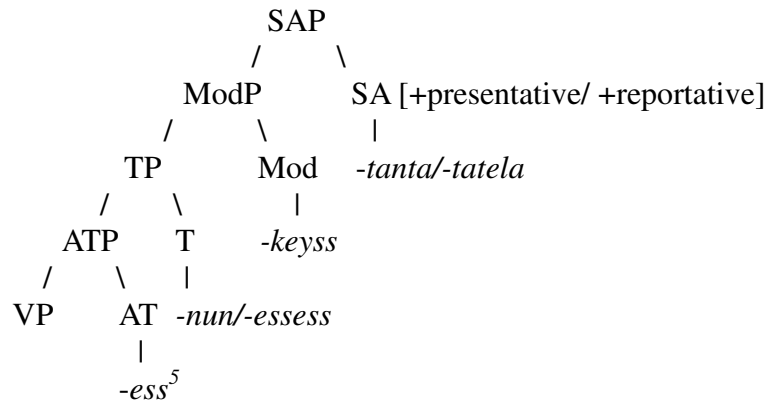 SAP
/ \
ModP SA [+presentative/ +reportative]
/ \ |
TP Mod -tanta/-tatela
/ \ |
ATP T -keyss
/ \ |
VP AT -nun/-essess
|
-ess⁵